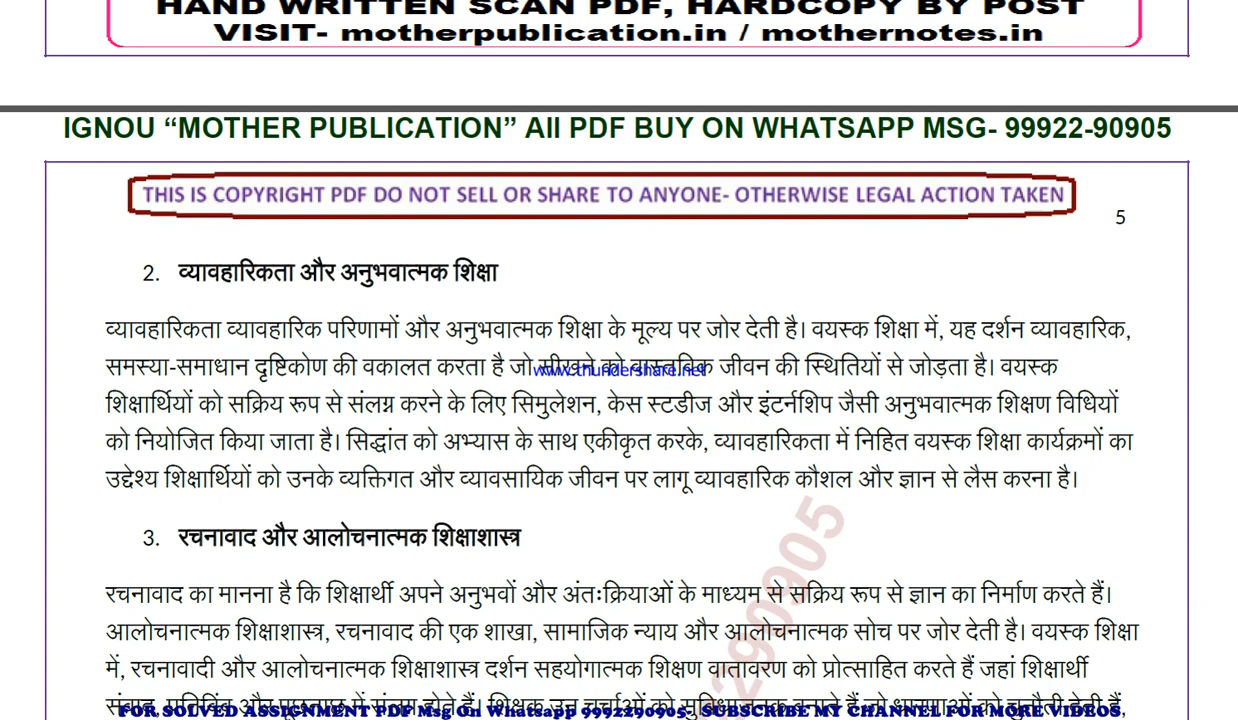 HAND WRITTEN SCAN PDF, HARDCOPY BY POST
VISIT- motherpublication.in / mothernotes.in
IGNOU “MOTHER PUBLICATION” All PDF BUY ON WHATSAPP MSG- 99922-90905
THIS IS COPYRIGHT PDF DO NOT SELL OR SHARE TO ANYONE- OTHERWISE LEGAL ACTION TAKEN
5
2. व्यावहारिकता और अनुभवात्मक शिक्षा
व्यावहारिकता व्यावहारिक परिणामों और अनुभवात्मक शिक्षा के मूल्य पर जोर देती है। वयस्क शिक्षा में, यह दर्शन व्यावहारिक,
समस्या-समाधान दृष्टिकोण की वकालत करता है जो सीखने को वास्तविक जीवन की स्थितियों से जोड़ता है। वयस्क
www.thundershare.net
शिक्षार्थियों को सक्रिय रूप से संलग्न करने के लिए सिमुलेशन, केस स्टडीज और इंटर्नशिप जैसी अनुभवात्मक शिक्षण विधियों
को नियोजित किया जाता है। सिद्धांत को अभ्यास के साथ एकीकृत करके, व्यावहारिकता में निहित वयस्क शिक्षा कार्यक्रमों का
उद्देश्य शिक्षार्थियों को उनके व्यक्तिगत और व्यावसायिक जीवन पर लागू व्यावहारिक कौशल और ज्ञान से लैस करना है।
3. रचनावाद और आलोचनात्मक शिक्षाशास्त्र
रचनावाद का मानना है कि शिक्षार्थी अपने अनुभवों और अंतःक्रियाओं के माध्यम से सक्रिय रूप से ज्ञान का निर्माण करते हैं।
आलोचनात्मक शिक्षाशास्त्र, रचनावाद की एक शाखा, सामाजिक न्याय और आलोचनात्मक सोच पर जोर देती है। वयस्क शिक्षा
में, रचनावादी और आलोचनात्मक शिक्षाशास्त्र दर्शन सहयोगात्मक शिक्षण वातावरण को प्रोत्साहित करते हैं जहां शिक्षार्थी
290905
FOR SOLVED ASSIGNMENT PDF Msg On Whatsapp 9992290905- SUBSCRIBE MY CHANNEL FOR MORE VIDEOS